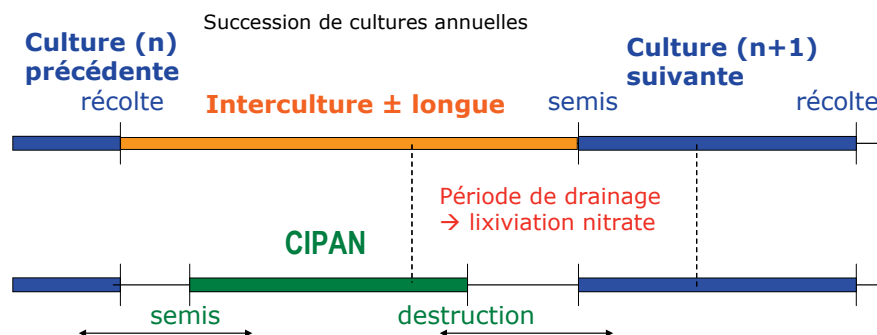 Succession de cultures annuelles
Culture (n)
précédente
Culture (n+1)
suivante
récolte
Interculture ± longue
semis
récolte
Période de drainage
→ lixiviation nitrate
CIPAN
semis
destruction